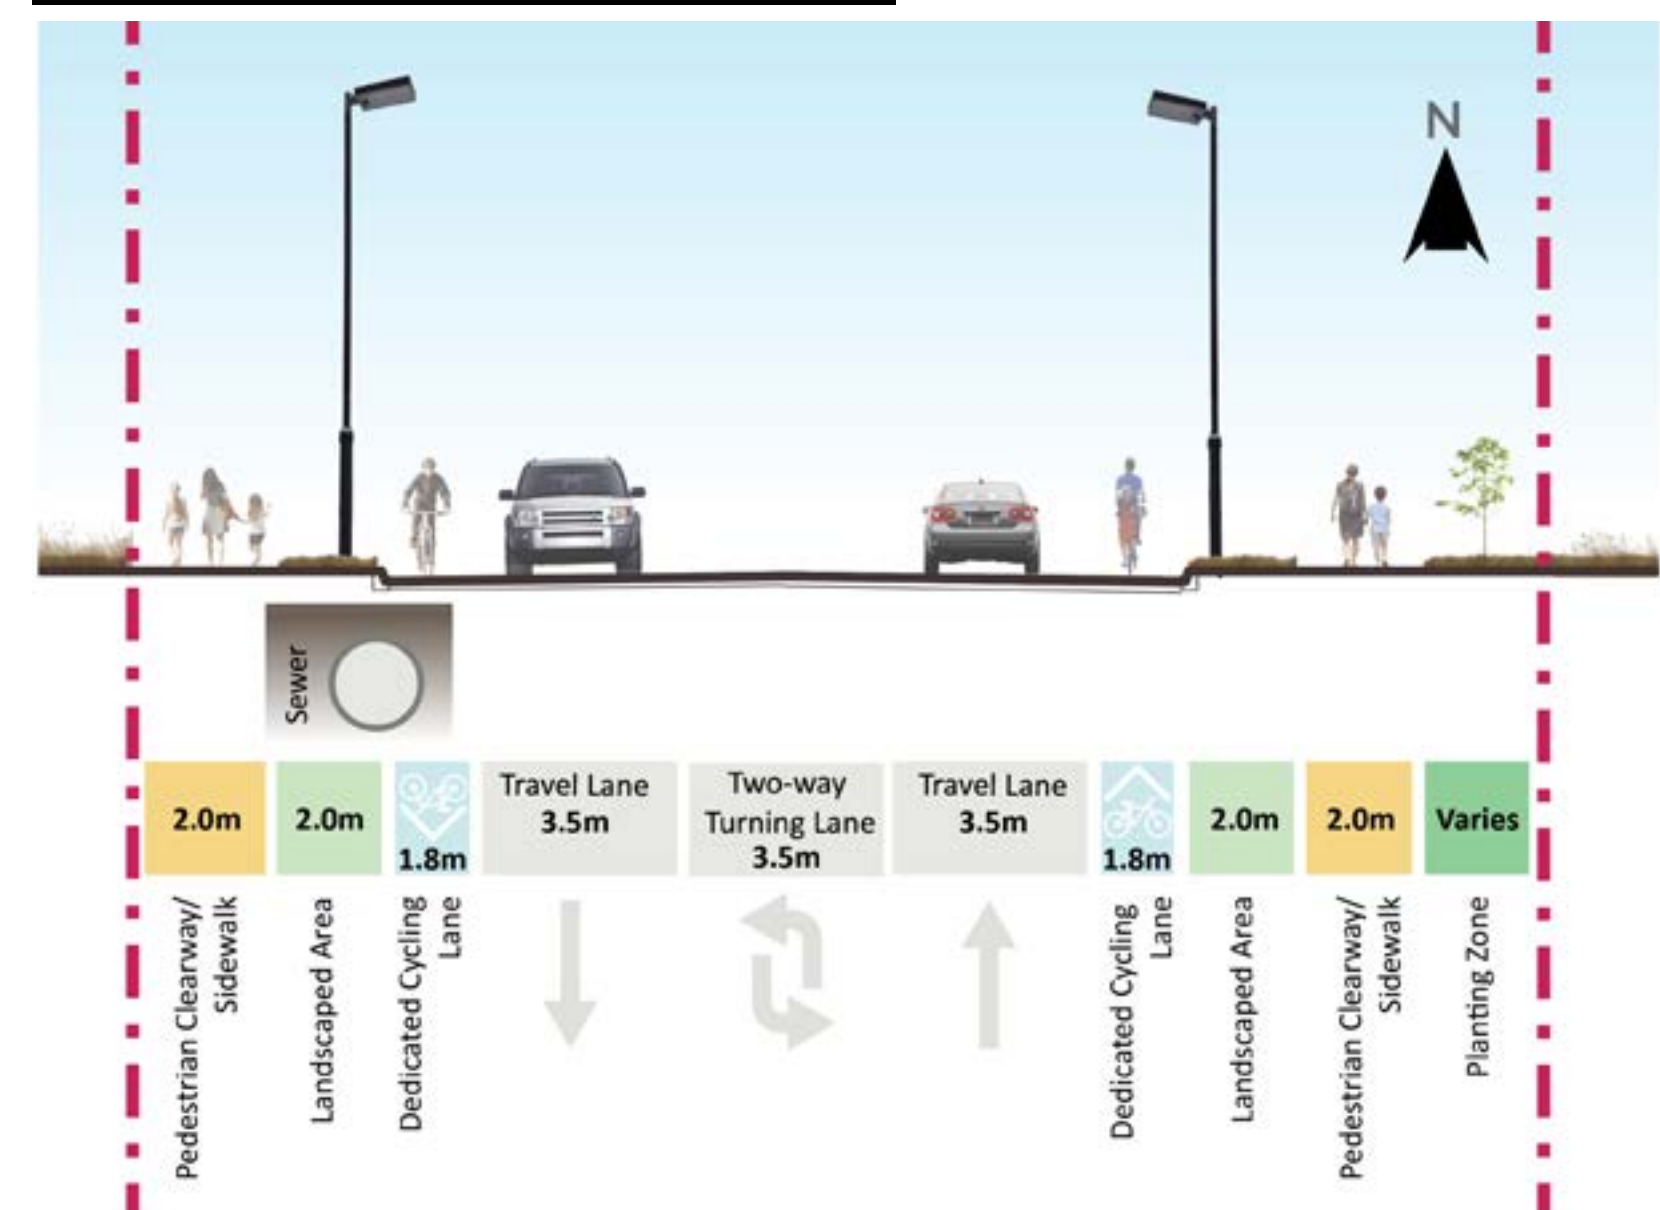 N
Sewer
2.0m
2.0m
1.8m
Travel Lane
3.5m
Two-way
Turning Lane
3.5m
Travel Lane
3.5m
1.8m
2.0m
2.0m
Varies
Pedestrian Clearway/
Sidewalk
Landscaped Area
Dedicated Cycling
Lane
Dedicated Cycling
Lane
Landscaped Area
Pedestrian Clearway/
Sidewalk
Planting Zone